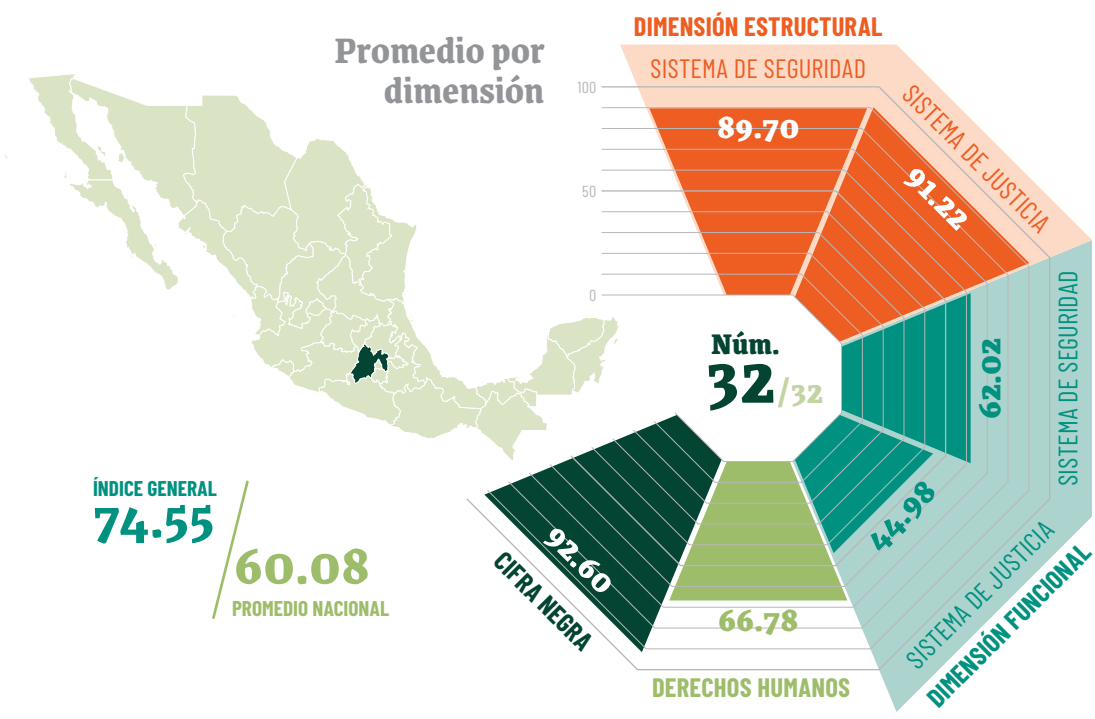 Promedio por
dimensión
DIMENSIÓN ESTRUCTURAL
SISTEMA DE SEGURIDAD
SISTEMA DE JUSTICIA
100
50
0
89.70
91.22
SISTEMA DE SEGURIDAD
62.02
Núm.
32/32
44.98
SISTEMA DE JUSTICIA
DIMENSIÓN FUNCIONAL
92.60
CIFRA NEGRA
66.78
DERECHOS HUMANOS
ÍNDICE GENERAL
74.55
60.08
PROMEDIO NACIONAL